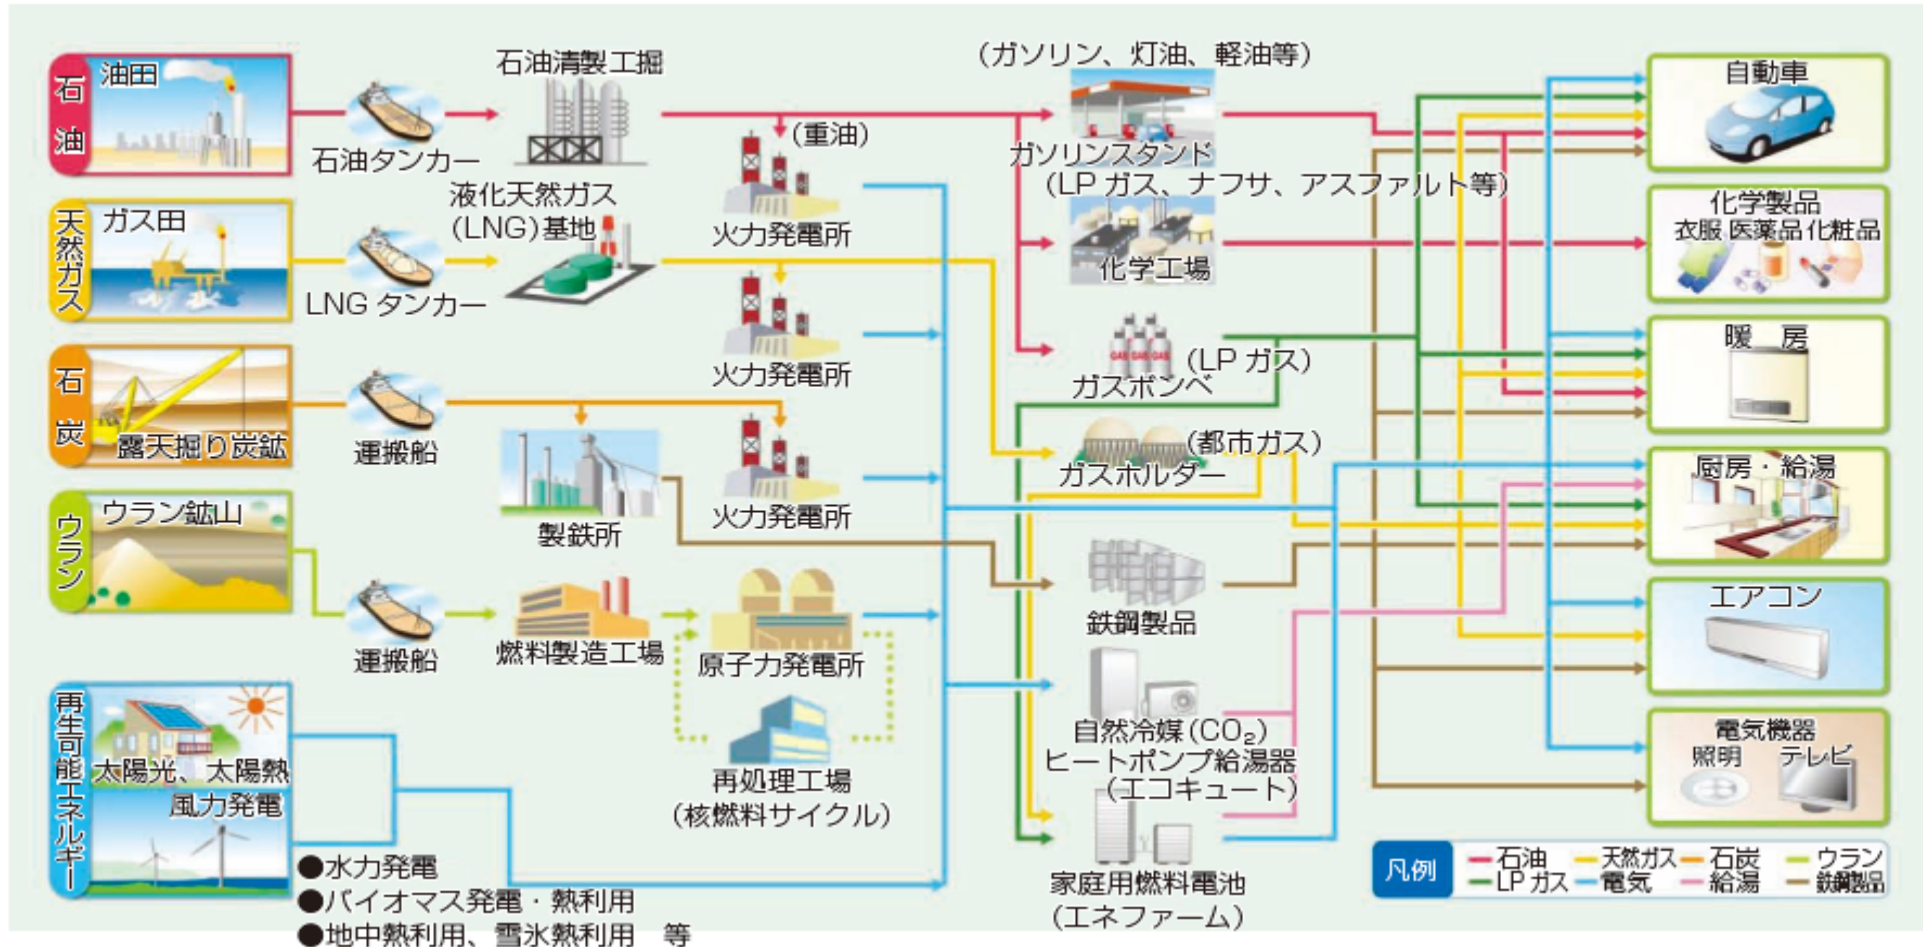 石油
油田
石油タンカー
石油清製工掘
(重油)
火力発電所
(ガソリン、灯油、軽油等)
ガソリンスタンド
(LPガス、ナフサ、アスファルト等)
化学工場
(LPガス)
ガスボンベ
天然ガス
ガス田
LNGタンカー
液化天然ガス
(LNG)基地
火力発電所
(都市ガス)
ガスホルダー
石炭
露天掘り炭鉱
運搬船
製鉄所
火力発電所
鉄鋼製品
ウラン
ウラン鉱山
運搬船
燃料製造工場
原子力発電所
再処理工場
(核燃料サイクル)
再生可能エネルギー
太陽光、太陽熱
風力発電
●水力発電
●バイオマス発電・熱利用
●地中熱利用、雪氷熱利用 等
自然冷媒(CO₂)
ヒートポンプ給湯器
(エコキュート)
家庭用燃料電池
(エネファーム)
自動車
化学製品
衣服 医薬品 化粧品
暖 房
厨房・給湯
エアコン
電気機器
照明 テレビ
凡例
石油 天然ガス 石炭 ウラン
LPガス 電気 給湯 鉄鋼製品
GAS GAS GAS